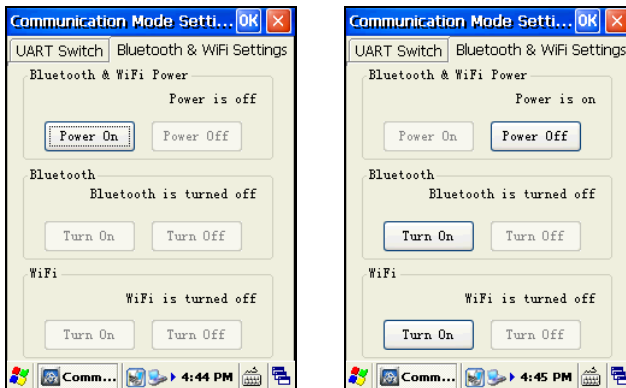 Communication Mode Setti... OK
UART Switch Bluetooth & WiFi Settings
Bluetooth & WiFi Power
Power is off
Power On Power Off
Bluetooth
Bluetooth is turned off
Turn On Turn Off
WiFi
WiFi is turned off
Turn On Turn Off
Comm... 4:44 PM
Communication Mode Setti... OK
UART Switch Bluetooth & WiFi Settings
Bluetooth & WiFi Power
Power is on
Power On Power Off
Bluetooth
Bluetooth is turned off
Turn On Turn Off
WiFi
WiFi is turned off
Turn On Turn Off
Comm... 4:45 PM